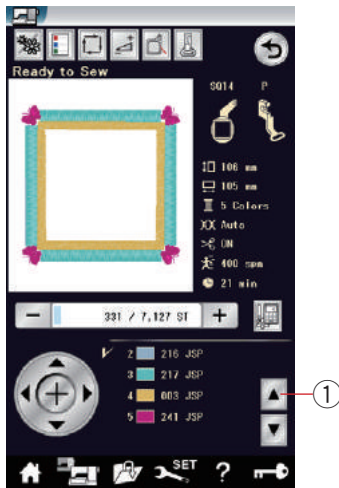 Ready to Sew
SQ14 P
106 mm
105 mm
5 Colors
Auto
ON
400 spm
21 min
− 331 / 7,127 ST +
2 216 JSP
3 217 JSP
4 003 JSP
5 241 JSP
1
SET
?